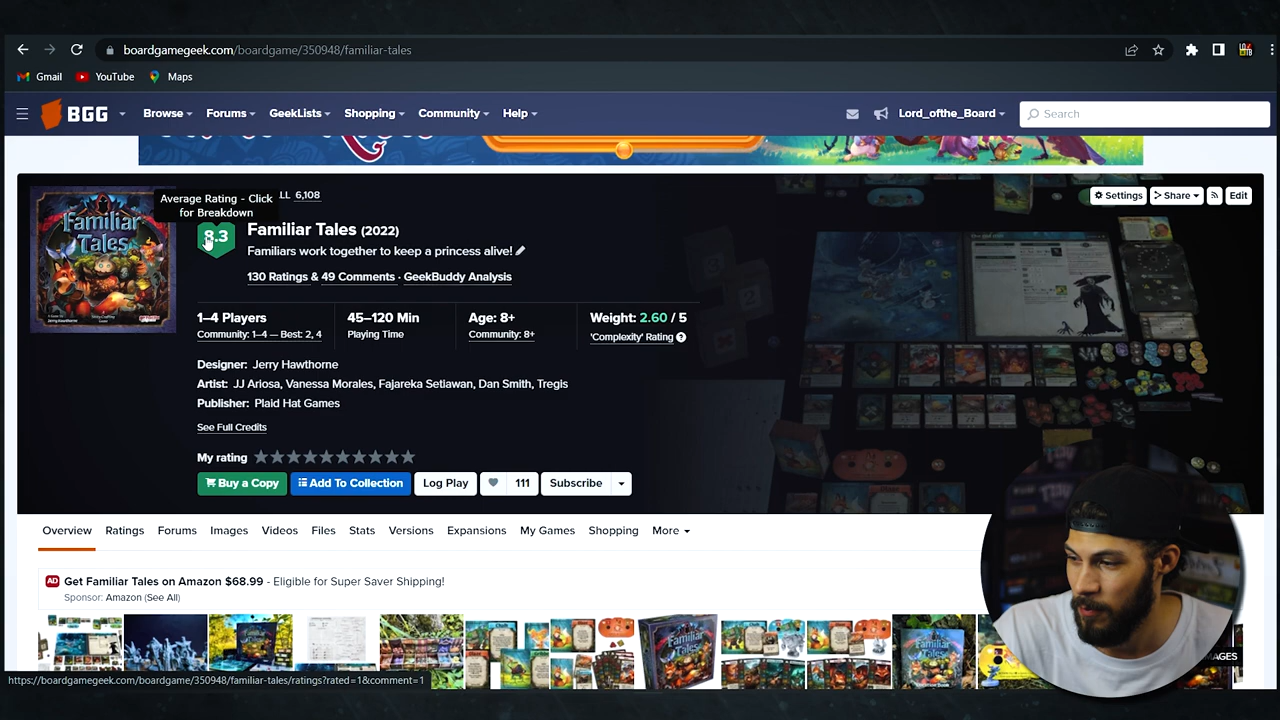 boardgamegeek.com/boardgame/350948/familiar-tales
Gmail YouTube Maps
BGG Browse Forums GeekLists Shopping Community Help Lord_ofthe_Board Search
Average Rating - Click
for Breakdown
LL 6,108
Settings Share Edit
Familiar
Tales
8.3
Familiar Tales (2022)
Familiars work together to keep a princess alive!
130 Ratings & 49 Comments · GeekBuddy Analysis
1–4 Players 45–120 Min Age: 8+ Weight: 2.60 / 5
Community: 1–4 — Best: 2, 4 Playing Time Community: 8+ 'Complexity' Rating ?
Designer: Jerry Hawthorne
Artist: JJ Ariosa, Vanessa Morales, Fajareka Setiawan, Dan Smith, Tregis
Publisher: Plaid Hat Games
See Full Credits
My rating
Buy a Copy Add To Collection Log Play 111 Subscribe
Overview Ratings Forums Images Videos Files Stats Versions Expansions My Games Shopping More
AD Get Familiar Tales on Amazon $68.99 - Eligible for Super Saver Shipping!
Sponsor: Amazon (See All)
Familiar
Tales
IMAGES
https://boardgamegeek.com/boardgame/350948/familiar-tales/ratings?rated=1&comment=1